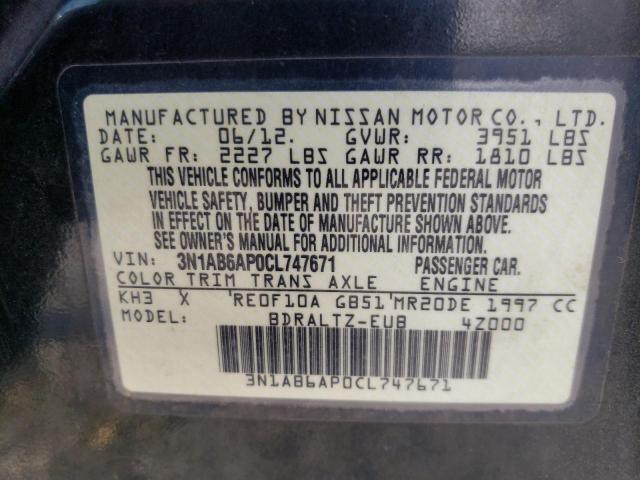 MANUFACTURED BY NISSAN MOTOR CO., LTD.
DATE: 06/12. GVWR: 3951 LBS
GAWR FR: 2227 LBS GAWR RR: 1810 LBS
THIS VEHICLE CONFORMS TO ALL APPLICABLE FEDERAL MOTOR
VEHICLE SAFETY, BUMPER AND THEFT PREVENTION STANDARDS
IN EFFECT ON THE DATE OF MANUFACTURE SHOWN ABOVE.
SEE OWNER'S MANUAL FOR ADDITIONAL INFORMATION.
VIN: 3N1AB6AP0CL747671 PASSENGER CAR.
COLOR TRIM TRANS AXLE ENGINE
KH3 X 'RE0F10A GB51'MR20DE 1997 CC
MODEL: BDRALTZ-EUB 4Z000
3N1AB6AP0CL747671